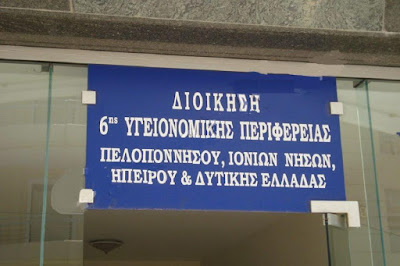 ΔΙΟΙΚΗΣΗ
6ης ΥΓΕΙΟΝΟΜΙΚΗΣ ΠΕΡΙΦΕΡΕΙΑΣ
ΠΕΛΟΠΟΝΝΗΣΟΥ, ΙΟΝΙΩΝ ΝΗΣΩΝ,
ΗΠΕΙΡΟΥ & ΔΥΤΙΚΗΣ ΕΛΛΑΔΑΣ